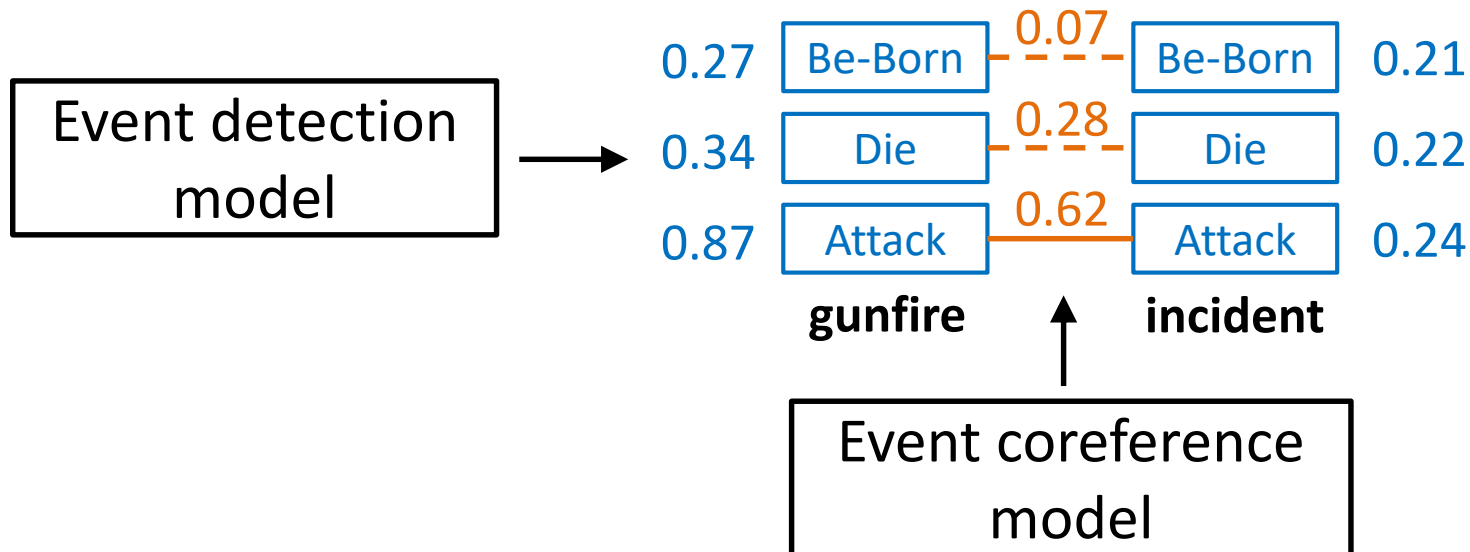 Event detection
model
0.27 Be-Born 0.07 Be-Born 0.21
0.34 Die 0.28 Die 0.22
0.87 Attack 0.62 Attack 0.24
gunfire incident
Event coreference
model